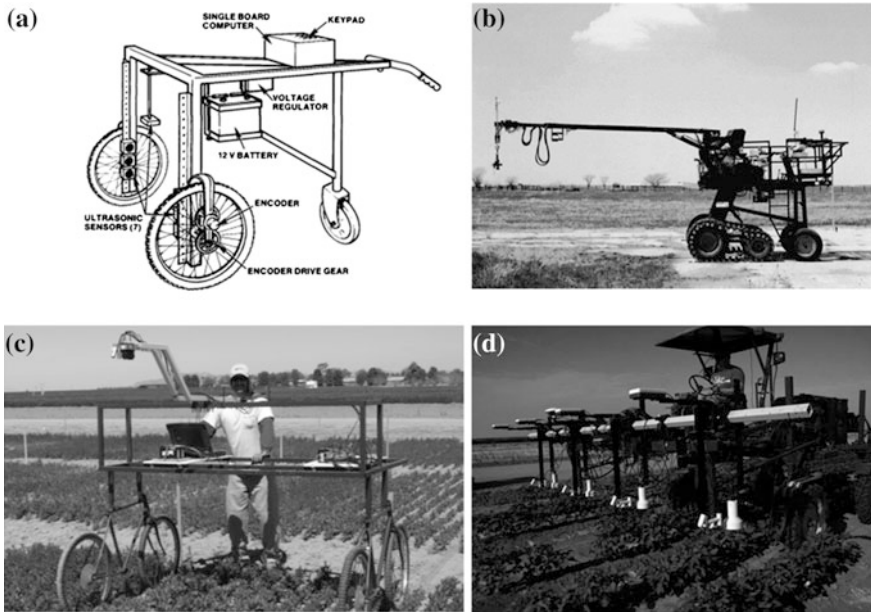 (a)
SINGLE BOARD
COMPUTER
KEYPAD
VOLTAGE
REGULATOR
12 V BATTERY
ENCODER
ULTRASONIC
SENSORS (7)
ENCODER DRIVE GEAR
(b)
(c)
(d)